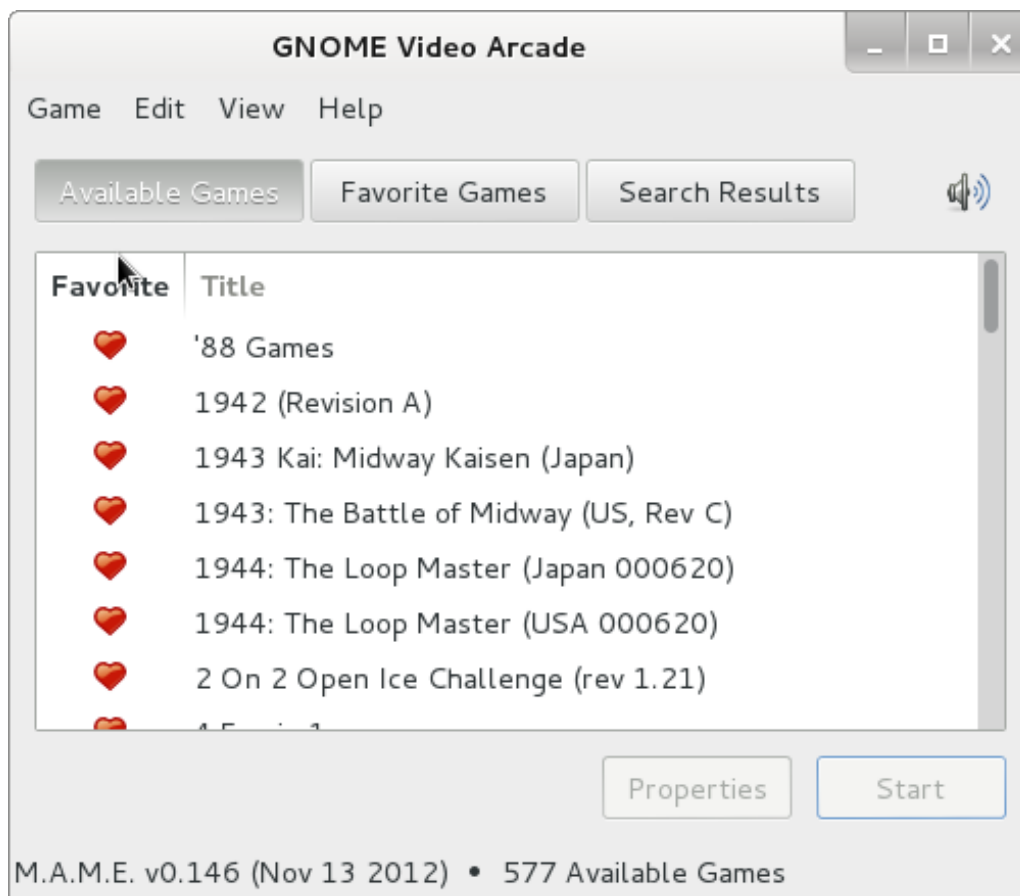 GNOME Video Arcade
Game Edit View Help
Available Games Favorite Games Search Results
Favorite Title
'88 Games
1942 (Revision A)
1943 Kai: Midway Kaisen (Japan)
1943: The Battle of Midway (US, Rev C)
1944: The Loop Master (Japan 000620)
1944: The Loop Master (USA 000620)
2 On 2 Open Ice Challenge (rev 1.21)
Properties Start
M.A.M.E. v0.146 (Nov 13 2012) • 577 Available Games